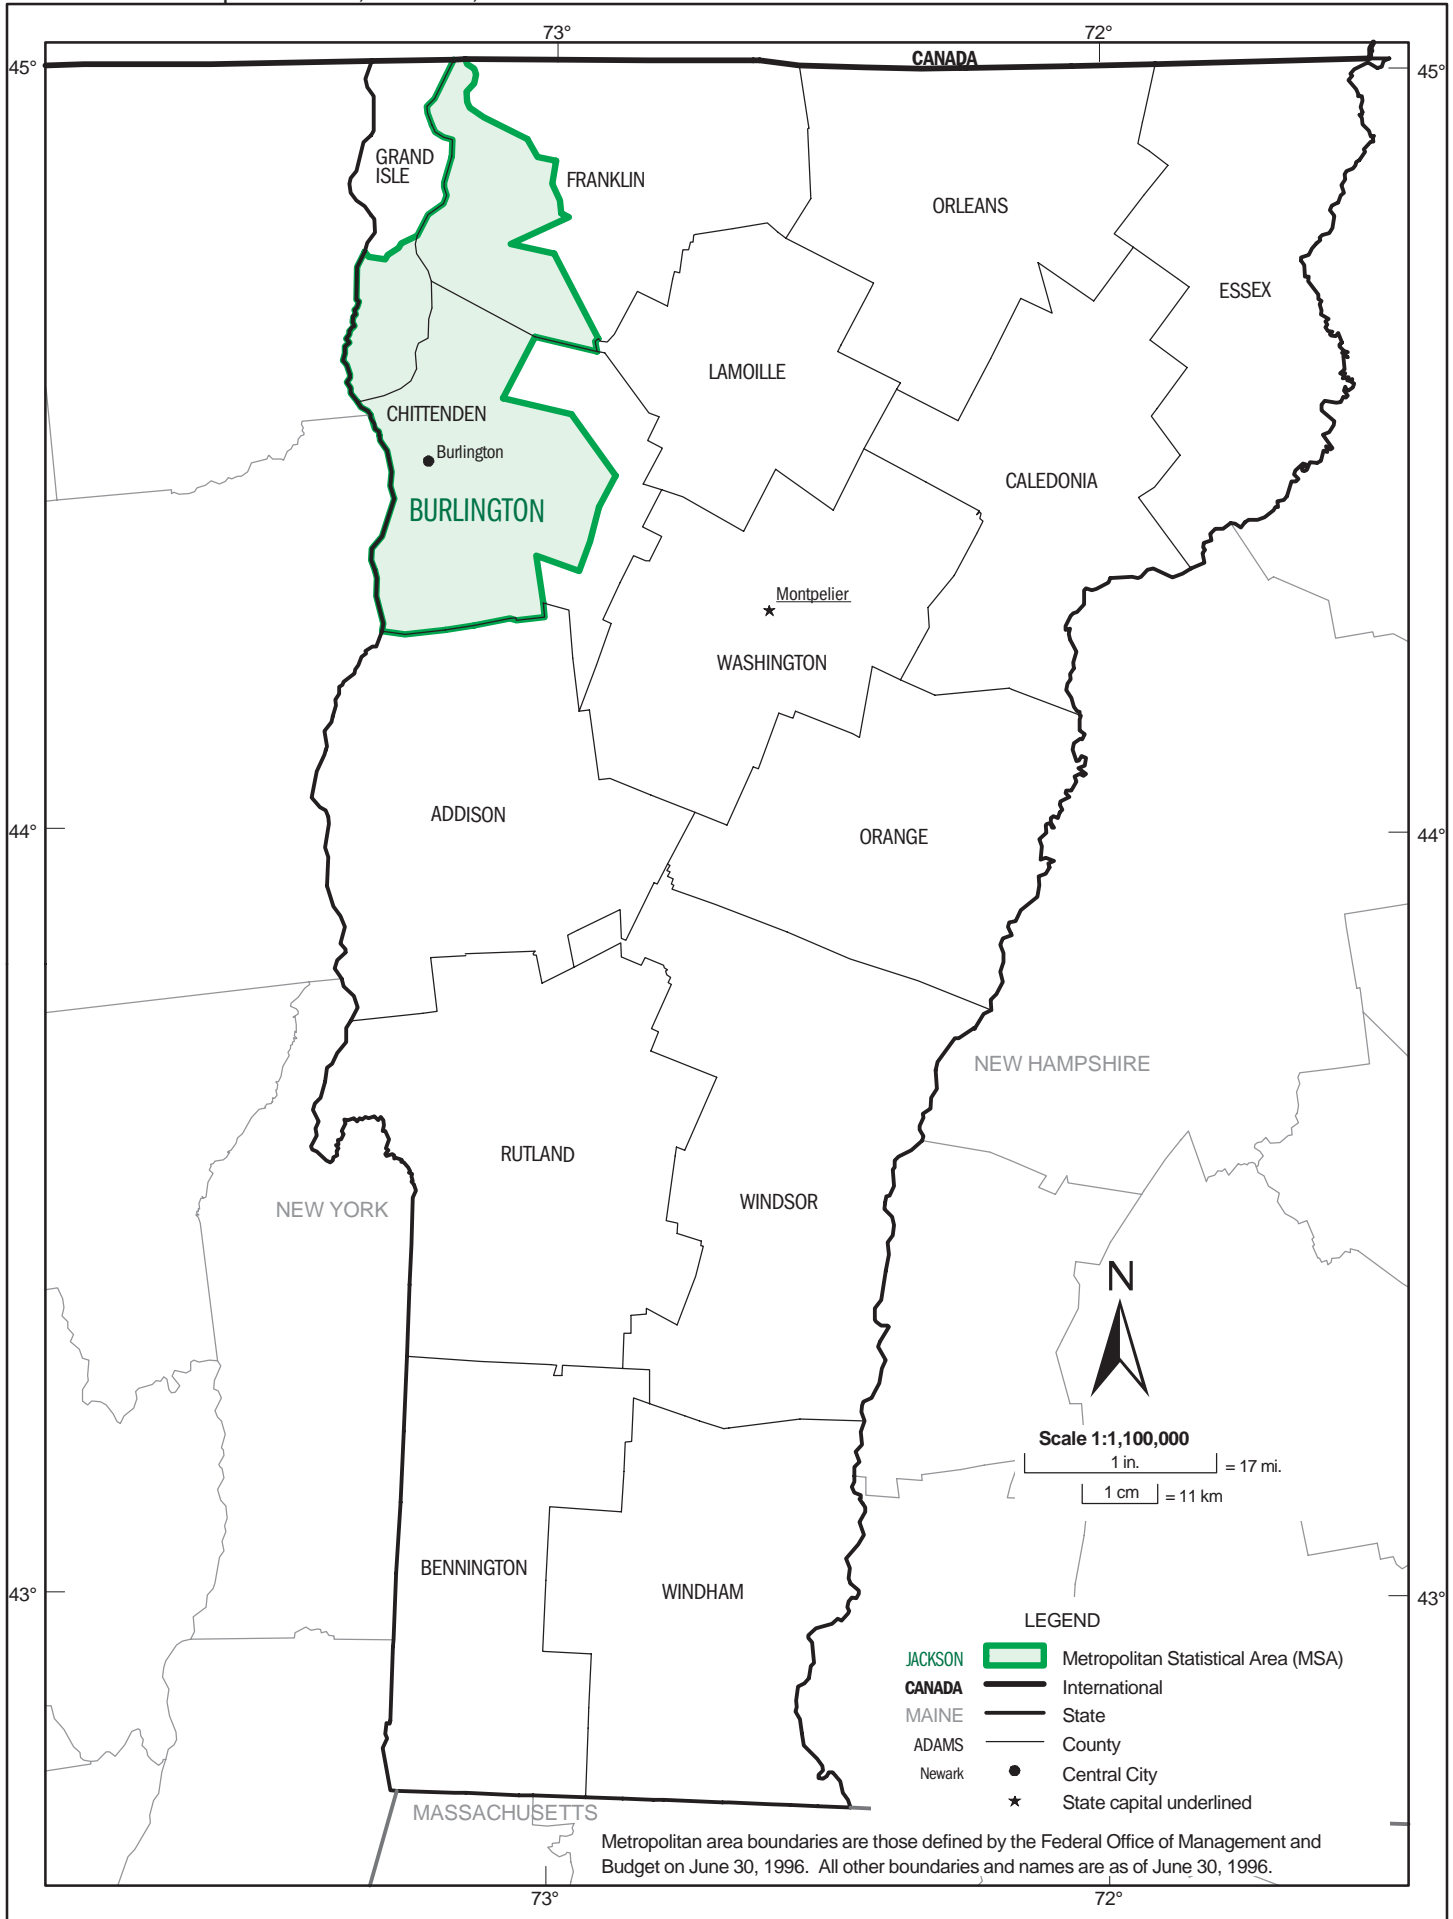 73°
72°
CANADA
45°
45°
GRAND
ISLE
FRANKLIN
ORLEANS
ESSEX
LAMOILLE
CHITTENDEN
Burlington
CALEDONIA
BURLINGTON
Montpelier
WASHINGTON
ADDISON
44°
ORANGE
44°
NEW HAMPSHIRE
RUTLAND
NEW YORK
WINDSOR
N
Scale 1:1,100,000
1 in.
= 17 mi.
1 cm
= 11 km
BENNINGTON
WINDHAM
43°
43°
LEGEND
JACKSON Metropolitan Statistical Area (MSA)
CANADA International
MAINE State
ADAMS County
Newark Central City
State capital underlined
MASSACHUSETTS
Metropolitan area boundaries are those defined by the Federal Office of Management and
Budget on June 30, 1996. All other boundaries and names are as of June 30, 1996.
73°
72°